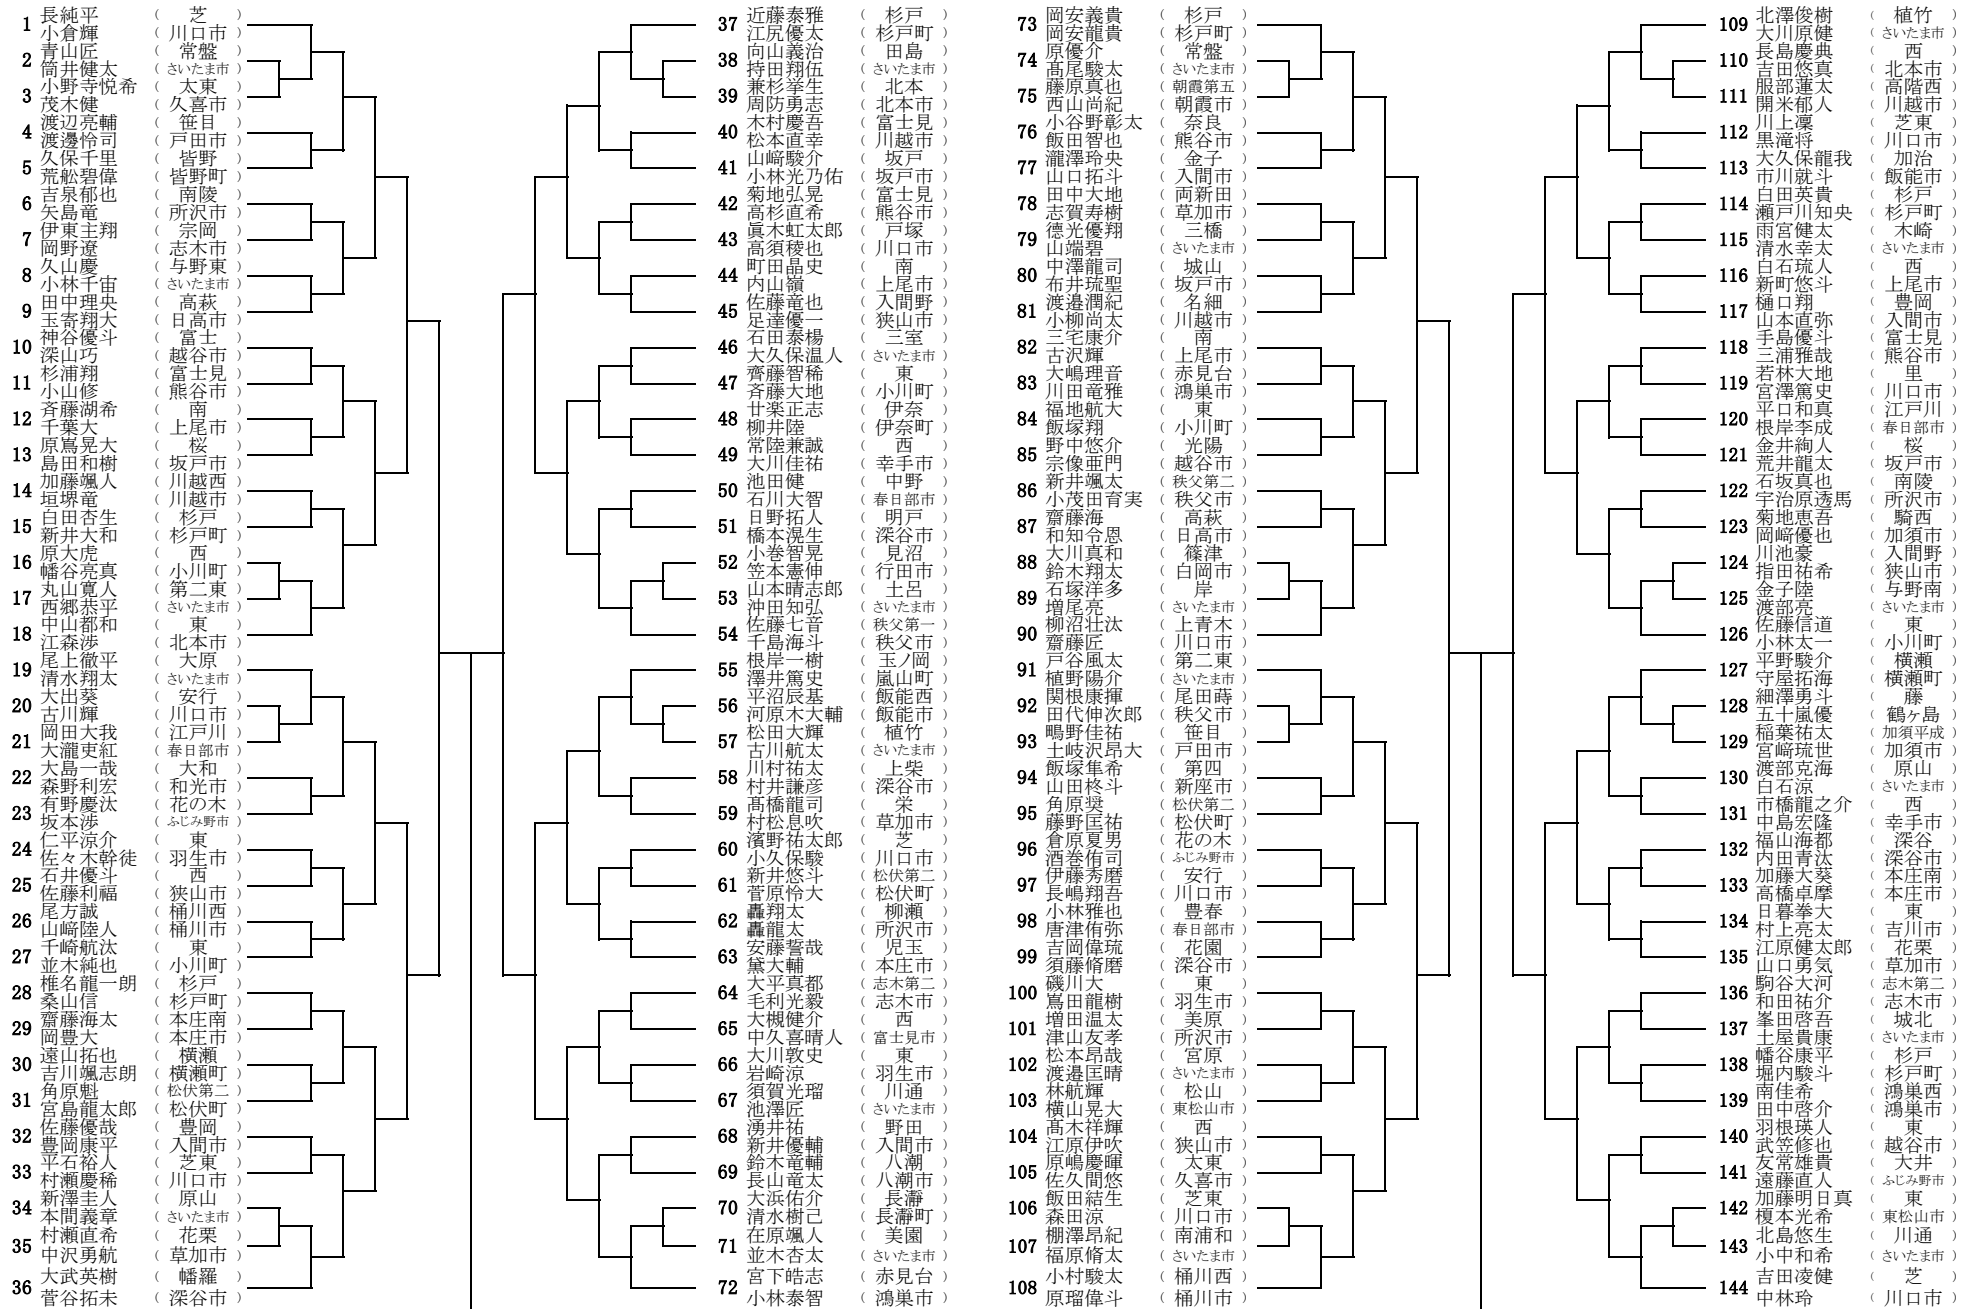 1 長純平 （ 芝 ）
小倉輝 （ 川口市 ）
2 青山匠 （ 常盤 ）
筒井健太 （ さいたま市 ）
3 小野寺悦希 （ 太東 ）
茂木健 （ 久喜市 ）
4 渡辺亮輔 （ 笹目 ）
渡邊怜司 （ 戸田市 ）
5 久保千里 （ 皆野 ）
荒舩碧偉 （ 皆野町 ）
6 吉泉郁也 （ 南陵 ）
矢島竜 （ 所沢市 ）
7 伊東主翔 （ 宗岡 ）
岡野遼 （ 志木市 ）
8 久山慶 （ 与野東 ）
小林千宙 （ さいたま市 ）
9 田中理央 （ 高萩 ）
玉寄翔大 （ 日高市 ）
10 神谷優斗 （ 富士 ）
深山巧 （ 越谷市 ）
11 杉浦翔 （ 富士見 ）
小山修 （ 熊谷市 ）
12 斉藤湖希 （ 南 ）
千葉大 （ 上尾市 ）
13 原嶌晃大 （ 桜 ）
島田和樹 （ 坂戸市 ）
14 加藤颯人 （ 川越西 ）
垣堺竜 （ 川越市 ）
15 白田杏生 （ 杉戸 ）
新井大和 （ 杉戸町 ）
16 原大虎 （ 西 ）
幡谷亮真 （ 小川町 ）
17 丸山寛人 （ 第二東 ）
西郷恭平 （ さいたま市 ）
18 中山都和 （ 東 ）
江森渉 （ 北本市 ）
19 尾上徹平 （ 大原 ）
清水翔太 （ さいたま市 ）
20 大出葵 （ 安行 ）
古川輝 （ 川口市 ）
21 岡田大我 （ 江戸川 ）
大瀧吏紅 （ 春日部市 ）
22 大島一哉 （ 大和 ）
森野利宏 （ 和光市 ）
23 有野慶汰 （ 花の木 ）
坂本渉 （ ふじみ野市 ）
24 仁平涼介 （ 東 ）
佐々木幹徒 （ 羽生市 ）
25 石井優斗 （ 西 ）
佐藤利福 （ 狭山市 ）
26 尾方誠 （ 桶川西 ）
山﨑陸人 （ 桶川市 ）
27 千崎航汰 （ 東 ）
並木純也 （ 小川町 ）
28 椎名龍一朗 （ 杉戸 ）
桑山信 （ 杉戸町 ）
29 齋藤海太 （ 本庄南 ）
岡豊大 （ 本庄市 ）
30 遠山拓也 （ 横瀬 ）
吉川颯志朗 （ 横瀬町 ）
31 角原魁 （ 松伏第二 ）
宮島龍太郎 （ 松伏町 ）
32 佐藤優哉 （ 豊岡 ）
豊岡康平 （ 入間市 ）
33 平石裕人 （ 芝東 ）
村瀬慶稀 （ 川口市 ）
34 新澤圭人 （ 原山 ）
本間義章 （ さいたま市 ）
35 村瀬直希 （ 花栗 ）
中沢勇航 （ 草加市 ）
36 大武英樹 （ 幡羅 ）
菅谷拓未 （ 深谷市 ）
37 近藤泰雅 （ 杉戸 ）
江尻優太 （ 杉戸町 ）
38 向山義治 （ 田島 ）
持田翔伍 （ さいたま市 ）
39 兼杉挙生 （ 北本 ）
周防勇志 （ 北本市 ）
40 木村慶吾 （ 富士見 ）
松本直幸 （ 川越市 ）
41 山﨑駿介 （ 坂戸 ）
小林光乃佑 （ 坂戸市 ）
42 菊地弘晃 （ 富士見 ）
高杉直希 （ 熊谷市 ）
43 眞木虹太郎 （ 戸塚 ）
高須稜也 （ 川口市 ）
44 町田晶史 （ 南 ）
内山嶺 （ 上尾市 ）
45 佐藤竜也 （ 入間野 ）
足達優一 （ 狭山市 ）
46 石田泰楊 （ 三室 ）
大久保温人 （ さいたま市 ）
47 齊藤智稀 （ 東 ）
斉藤大地 （ 小川町 ）
48 廿楽正志 （ 伊奈 ）
柳井陸 （ 伊奈町 ）
49 常陸兼誠 （ 西 ）
大川佳祐 （ 幸手市 ）
50 池田健 （ 中野 ）
石川大智 （ 春日部市 ）
51 日野拓人 （ 明戸 ）
橋本滉生 （ 深谷市 ）
52 小巻智晃 （ 見沼 ）
笠本憲伸 （ 行田市 ）
53 山本晴志郎 （ 土呂 ）
沖田知弘 （ さいたま市 ）
54 佐藤七音 （ 秩父第一 ）
千島海斗 （ 秩父市 ）
55 根岸一樹 （ 玉ノ岡 ）
澤井篤史 （ 嵐山町 ）
56 平沼辰基 （ 飯能西 ）
河原木大輔 （ 飯能市 ）
57 松田大輝 （ 植竹 ）
古川航太 （ さいたま市 ）
58 川村祐太 （ 上柴 ）
村井謙彦 （ 深谷市 ）
59 髙橋龍司 （ 栄 ）
村松息吹 （ 草加市 ）
60 濱野祐太郎 （ 芝 ）
小久保駿 （ 川口市 ）
61 新井悠斗 （ 松伏第二 ）
菅原怜大 （ 松伏町 ）
62 轟翔太 （ 柳瀬 ）
轟龍太 （ 所沢市 ）
63 安藤誓哉 （ 児玉 ）
黛大輔 （ 本庄市 ）
64 大平真都 （ 志木第二 ）
毛利光毅 （ 志木市 ）
65 大槻健介 （ 西 ）
中久喜晴人 （ 富士見市 ）
66 大川敦史 （ 東 ）
岩崎涼 （ 羽生市 ）
67 須賀光瑠 （ 川通 ）
池澤匠 （ さいたま市 ）
68 湧井祐 （ 野田 ）
新井優輔 （ 入間市 ）
69 鈴木竜輔 （ 八潮 ）
長山竜太 （ 八潮市 ）
70 大浜佑介 （ 長瀞 ）
清水樹己 （ 長瀞町 ）
71 在原颯人 （ 美園 ）
並木杏太 （ さいたま市 ）
72 宮下皓志 （ 赤見台 ）
小林泰智 （ 鴻巣市 ）
73 岡安義貴 （ 杉戸 ）
岡安龍貴 （ 杉戸町 ）
74 原優介 （ 常盤 ）
髙尾駿太 （ さいたま市 ）
75 藤原真也 （ 朝霞第五 ）
西山尚紀 （ 朝霞市 ）
76 小谷野彰太 （ 奈良 ）
飯田智也 （ 熊谷市 ）
77 瀧澤玲央 （ 金子 ）
山口拓斗 （ 入間市 ）
78 田中大地 （ 両新田 ）
志賀寿樹 （ 草加市 ）
79 德光優翔 （ 三橋 ）
山端碧 （ さいたま市 ）
80 中澤龍司 （ 城山 ）
布井琉聖 （ 坂戸市 ）
81 渡邉潤紀 （ 名細 ）
小柳尚太 （ 川越市 ）
82 三宅康介 （ 南 ）
古沢輝 （ 上尾市 ）
83 大嶋理音 （ 赤見台 ）
川田竜雅 （ 鴻巣市 ）
84 福地航大 （ 東 ）
飯塚翔 （ 小川町 ）
85 野中悠介 （ 光陽 ）
宗像亜門 （ 越谷市 ）
86 新井颯太 （ 秩父第二 ）
小茂田育実 （ 秩父市 ）
87 齋藤海 （ 高萩 ）
和知令恩 （ 日高市 ）
88 大川真和 （ 篠津 ）
鈴木翔太 （ 白岡市 ）
89 石塚洋多 （ 岸 ）
増尾亮 （ さいたま市 ）
90 柳沼壮汰 （ 上青木 ）
齋藤匠 （ 川口市 ）
91 戸谷風太 （ 第二東 ）
植野陽介 （ さいたま市 ）
92 関根康揮 （ 尾田蒔 ）
田代伸次郎 （ 秩父市 ）
93 鴫野佳祐 （ 笹目 ）
土岐沢昂大 （ 戸田市 ）
94 飯塚隼希 （ 第四 ）
山田柊斗 （ 新座市 ）
95 角原奨 （ 松伏第二 ）
藤野匡祐 （ 松伏町 ）
96 倉原夏男 （ 花の木 ）
酒巻侑司 （ ふじみ野市 ）
97 伊藤秀磨 （ 安行 ）
長嶋翔吾 （ 川口市 ）
98 小林雅也 （ 豊春 ）
唐津侑弥 （ 春日部市 ）
99 吉岡偉琉 （ 花園 ）
須藤脩磨 （ 深谷市 ）
100 磯川大 （ 東 ）
嶌田龍樹 （ 羽生市 ）
101 増田温太 （ 美原 ）
津山友孝 （ 所沢市 ）
102 松本昂哉 （ 宮原 ）
渡邉匡晴 （ さいたま市 ）
103 林航輝 （ 松山 ）
横山晃大 （ 東松山市 ）
104 髙木祥輝 （ 西 ）
江原伊吹 （ 狭山市 ）
105 原嶋慶暉 （ 太東 ）
佐久間悠 （ 久喜市 ）
106 飯田結生 （ 芝東 ）
森田涼 （ 川口市 ）
107 棚澤昂紀 （ 南浦和 ）
福原脩太 （ さいたま市 ）
108 小村駿太 （ 桶川西 ）
原瑠偉斗 （ 桶川市 ）
109 北澤俊樹 （ 植竹 ）
大川原健 （ さいたま市 ）
110 長島慶典 （ 西 ）
吉田悠真 （ 北本市 ）
111 服部蓮太 （ 高階西 ）
開米郁人 （ 川越市 ）
112 川上凜 （ 芝東 ）
黒滝将 （ 川口市 ）
113 大久保龍我 （ 加治 ）
市川就斗 （ 飯能市 ）
114 白田英貴 （ 杉戸 ）
瀬戸川知央 （ 杉戸町 ）
115 雨宮健太 （ 木崎 ）
清水幸太 （ さいたま市 ）
116 白石琉人 （ 西 ）
新町悠斗 （ 上尾市 ）
117 樋口翔 （ 豊岡 ）
山本直弥 （ 入間市 ）
118 手島優斗 （ 富士見 ）
三浦雅哉 （ 熊谷市 ）
119 若林大地 （ 里 ）
宮澤篤史 （ 川口市 ）
120 平口和真 （ 江戸川 ）
根岸李成 （ 春日部市 ）
121 金井絢人 （ 桜 ）
荒井龍太 （ 坂戸市 ）
122 石坂真也 （ 南陵 ）
宇治原透馬 （ 所沢市 ）
123 菊地恵吾 （ 騎西 ）
岡﨑優也 （ 加須市 ）
124 川池豪 （ 入間野 ）
指田祐希 （ 狭山市 ）
125 金子陸 （ 与野南 ）
渡部亮 （ さいたま市 ）
126 佐藤信道 （ 東 ）
小林太一 （ 小川町 ）
127 平野駿介 （ 横瀬 ）
守屋拓海 （ 横瀬町 ）
128 細澤勇斗 （ 藤 ）
五十嵐優 （ 鶴ヶ島 ）
129 稲葉祐太 （ 加須平成 ）
宮﨑琉世 （ 加須市 ）
130 渡部克海 （ 原山 ）
白石涼 （ さいたま市 ）
131 市橋龍之介 （ 西 ）
中島宏隆 （ 幸手市 ）
132 福山海都 （ 深谷 ）
内田青汰 （ 深谷市 ）
133 加藤大葵 （ 本庄南 ）
高橋卓摩 （ 本庄市 ）
134 日暮拳大 （ 東 ）
村上亮太 （ 吉川市 ）
135 江原健太郎 （ 花栗 ）
山口勇気 （ 草加市 ）
136 駒谷大河 （ 志木第二 ）
和田祐介 （ 志木市 ）
137 峯田啓吾 （ 城北 ）
土屋貴康 （ さいたま市 ）
138 幡谷康平 （ 杉戸 ）
堀内駿斗 （ 杉戸町 ）
139 南佳希 （ 鴻巣西 ）
田中啓介 （ 鴻巣市 ）
140 羽根瑛人 （ 東 ）
武笠修也 （ 越谷市 ）
141 友常雄貴 （ 大井 ）
遠藤直人 （ ふじみ野市 ）
142 加藤明日真 （ 東 ）
榎本光希 （ 東松山市 ）
143 北島悠生 （ 川通 ）
小中和希 （ さいたま市 ）
144 吉田凌健 （ 芝 ）
中林玲 （ 川口市 ）